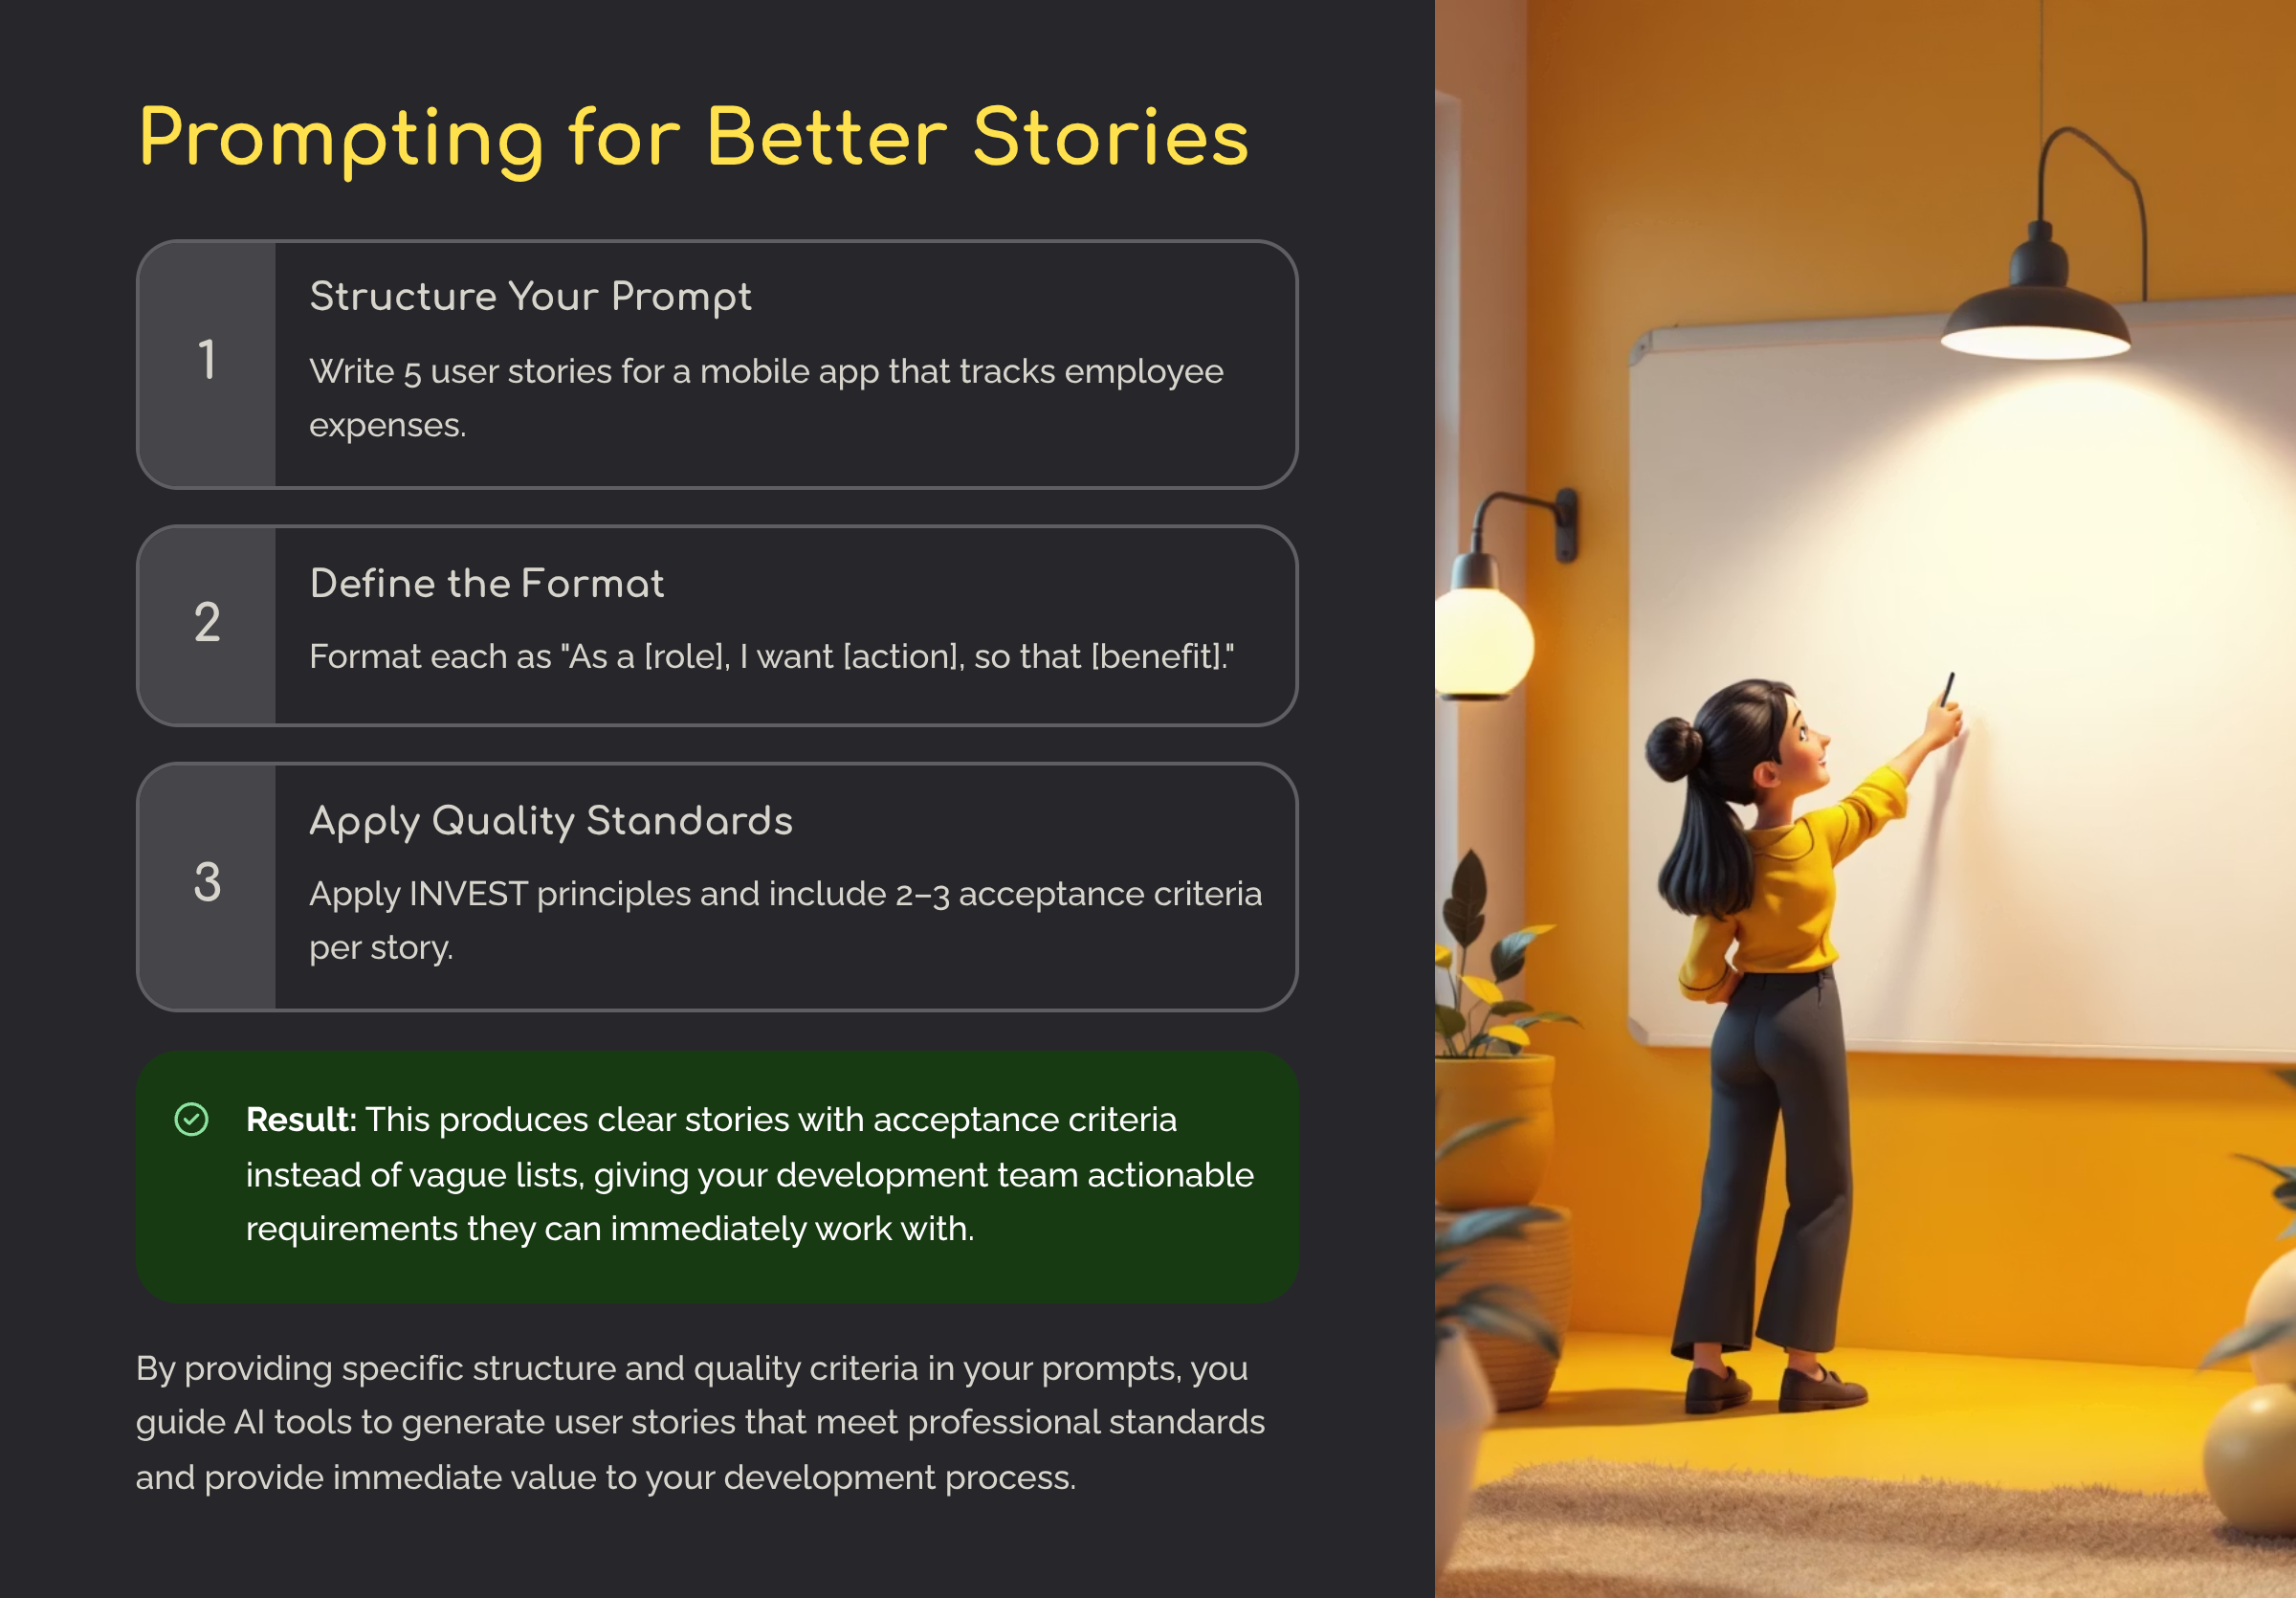 Prompting for Better Stories
1
Structure Your Prompt
Write 5 user stories for a mobile app that tracks employee
expenses.
2
Define the Format
Format each as "As a [role], I want [action], so that [benefit]."
3
Apply Quality Standards
Apply INVEST principles and include 2–3 acceptance criteria
per story.
Result: This produces clear stories with acceptance criteria
instead of vague lists, giving your development team actionable
requirements they can immediately work with.
By providing specific structure and quality criteria in your prompts, you
guide AI tools to generate user stories that meet professional standards
and provide immediate value to your development process.